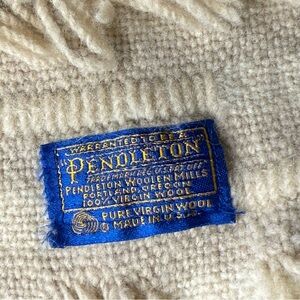 WARRANTED TO BE A
"PENDLETON"
TRADE MARK REG. U.S. PAT. OFF.
PENDLETON WOOLEN MILLS
PORTLAND, OREGON
100% VIRGIN WOOL
PURE VIRGIN WOOL
MADE IN U.S.A.